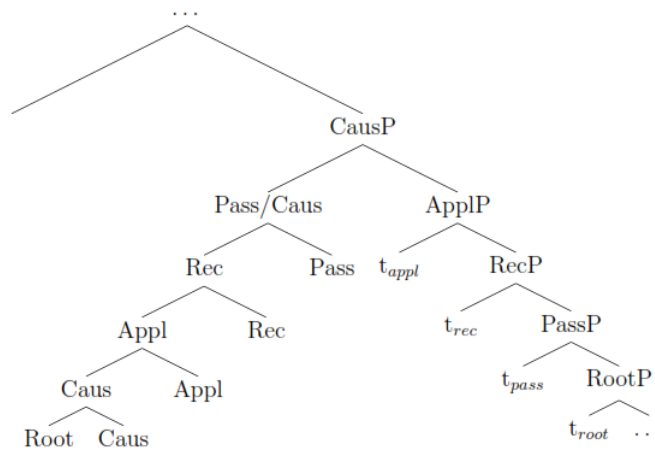 ...
CausP
Pass/Caus ApplP
Rec Pass t_appl RecP
Appl Rec t_rec PassP
Caus Appl t_pass RootP
Root Caus t_root ..